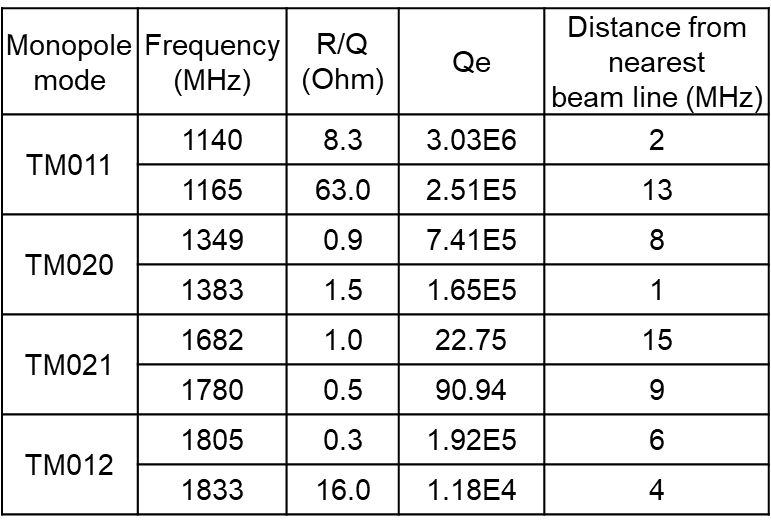 Monopole mode Frequency (MHz) R/Q (Ohm) Qe Distance from nearest beam line (MHz)
TM011 1140 8.3 3.03E6 2
1165 63.0 2.51E5 13
TM020 1349 0.9 7.41E5 8
1383 1.5 1.65E5 1
TM021 1682 1.0 22.75 15
1780 0.5 90.94 9
TM012 1805 0.3 1.92E5 6
1833 16.0 1.18E4 4